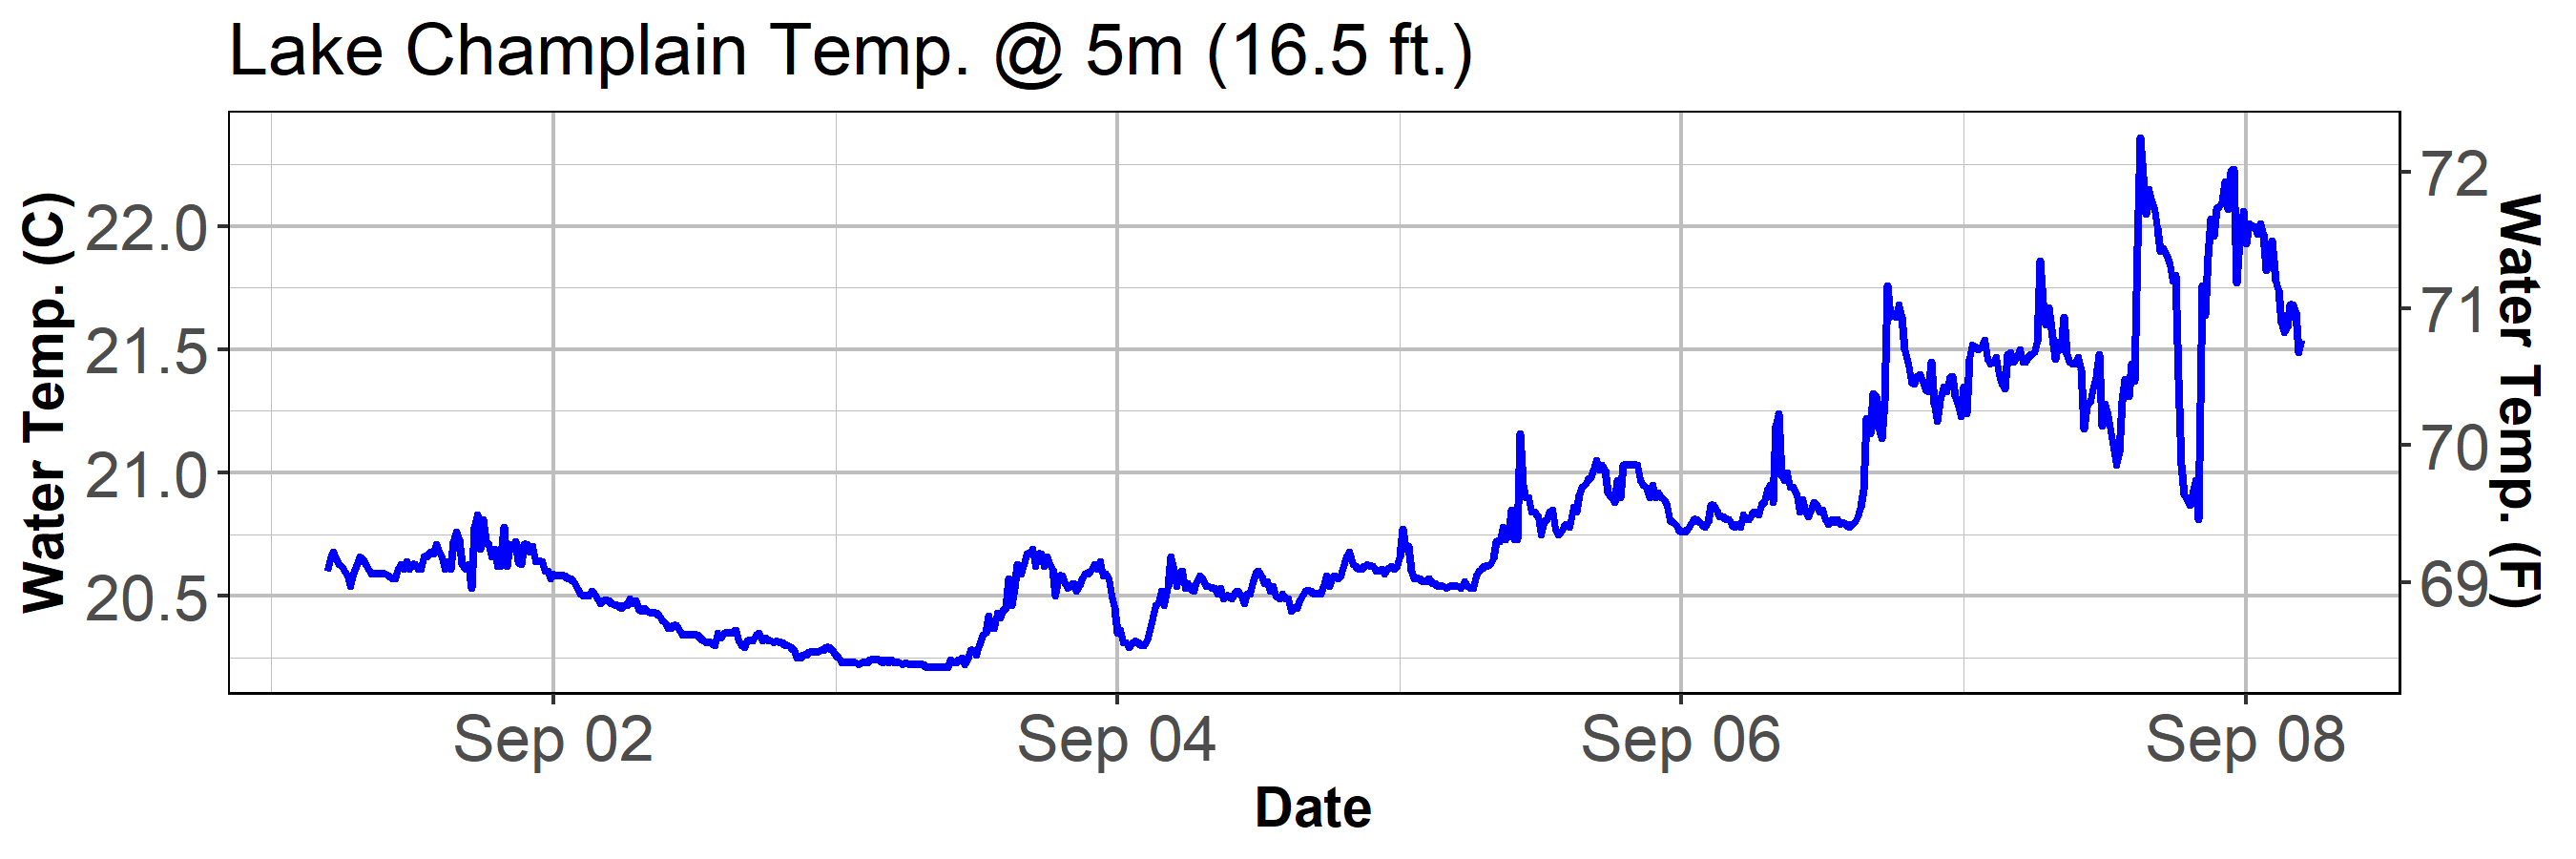 Lake Champlain Temp. @ 5m (16.5 ft.)
Water Temp. (C)
22.0
21.5
21.0
20.5
72
71
70
69
Water Temp. (F)
Sep 02
Sep 04
Sep 06
Sep 08
Date